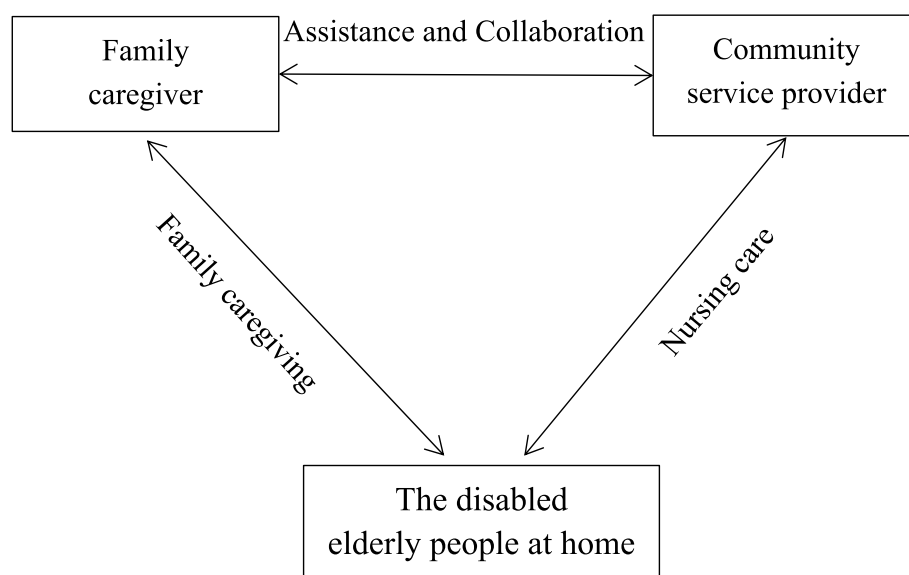 Family
caregiver
Assistance and Collaboration
Community
service provider
Family caregiving
Nursing care
The disabled
elderly people at home